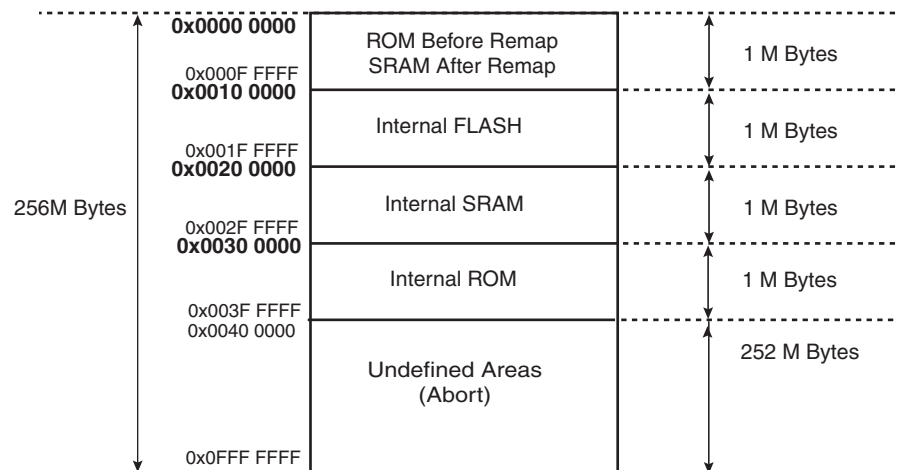 0x0000 0000
ROM Before Remap
SRAM After Remap
1 M Bytes
0x000F FFFF
0x0010 0000
Internal FLASH
1 M Bytes
0x001F FFFF
0x0020 0000
256M Bytes
Internal SRAM
1 M Bytes
0x002F FFFF
0x0030 0000
Internal ROM
1 M Bytes
0x003F FFFF
0x0040 0000
252 M Bytes
Undefined Areas
(Abort)
0x0FFF FFFF